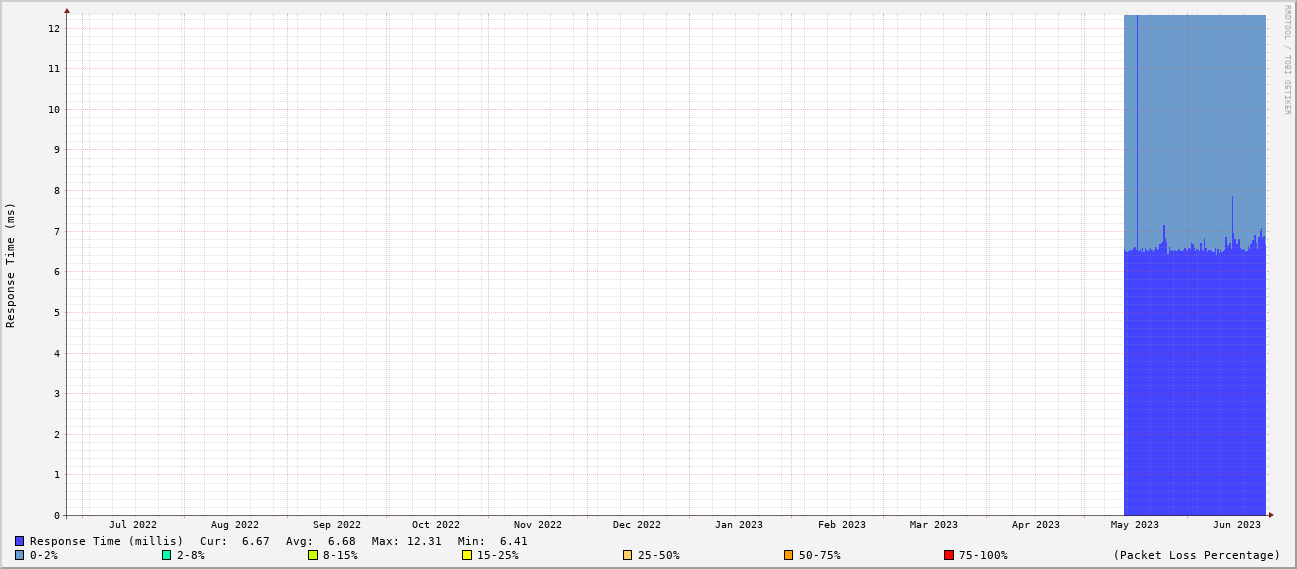 RRDTOOL / TOBI OETIKER
Response Time (ms)
12
11
10
9
8
7
6
5
4
3
2
1
0
Jul 2022 Aug 2022 Sep 2022 Oct 2022 Nov 2022 Dec 2022 Jan 2023 Feb 2023 Mar 2023 Apr 2023 May 2023 Jun 2023
Response Time (millis) Cur: 6.67 Avg: 6.68 Max: 12.31 Min: 6.41
0-2% 2-8% 8-15% 15-25% 25-50% 50-75% 75-100% (Packet Loss Percentage)